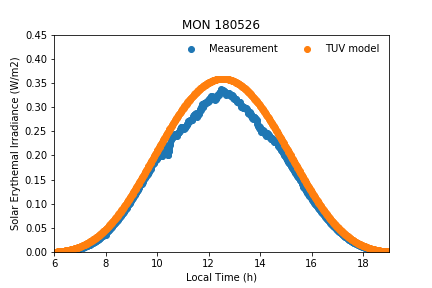 MON 180526
Measurement TUV model
0.45
0.40
0.35
0.30
0.25
0.20
0.15
0.10
0.05
0.00
Solar Erythemal Irradiance (W/m2)
6 8 10 12 14 16 18
Local Time (h)